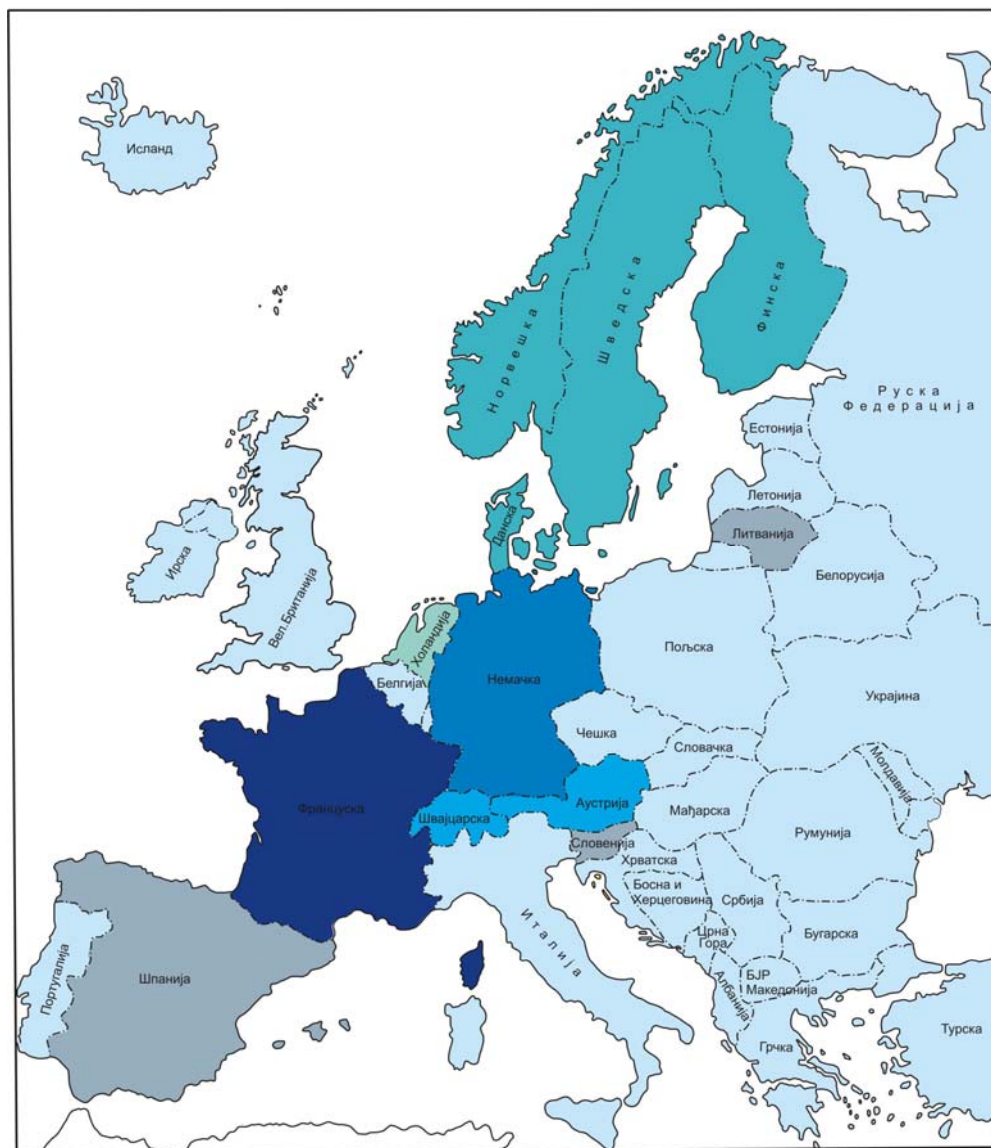 Исланд
Норвешка
Шведска
Финска
Руска
Федерација
Естонија
Летонија
Литванија
Белорусија
Данска
Ирска
Вел.Британија
Холандија
Белгија
Немачка
Пољска
Украјина
Чешка
Словачка
Молдавија
Француска
Швајцарска
Аустрија
Мађарска
Румунија
Словенија
Хрватска
Босна и
Херцеговина
Србија
Италија
Црна
Гора
Бугарска
Португалија
Шпанија
Албанија
БЈР
Македонија
Грчка
Турска